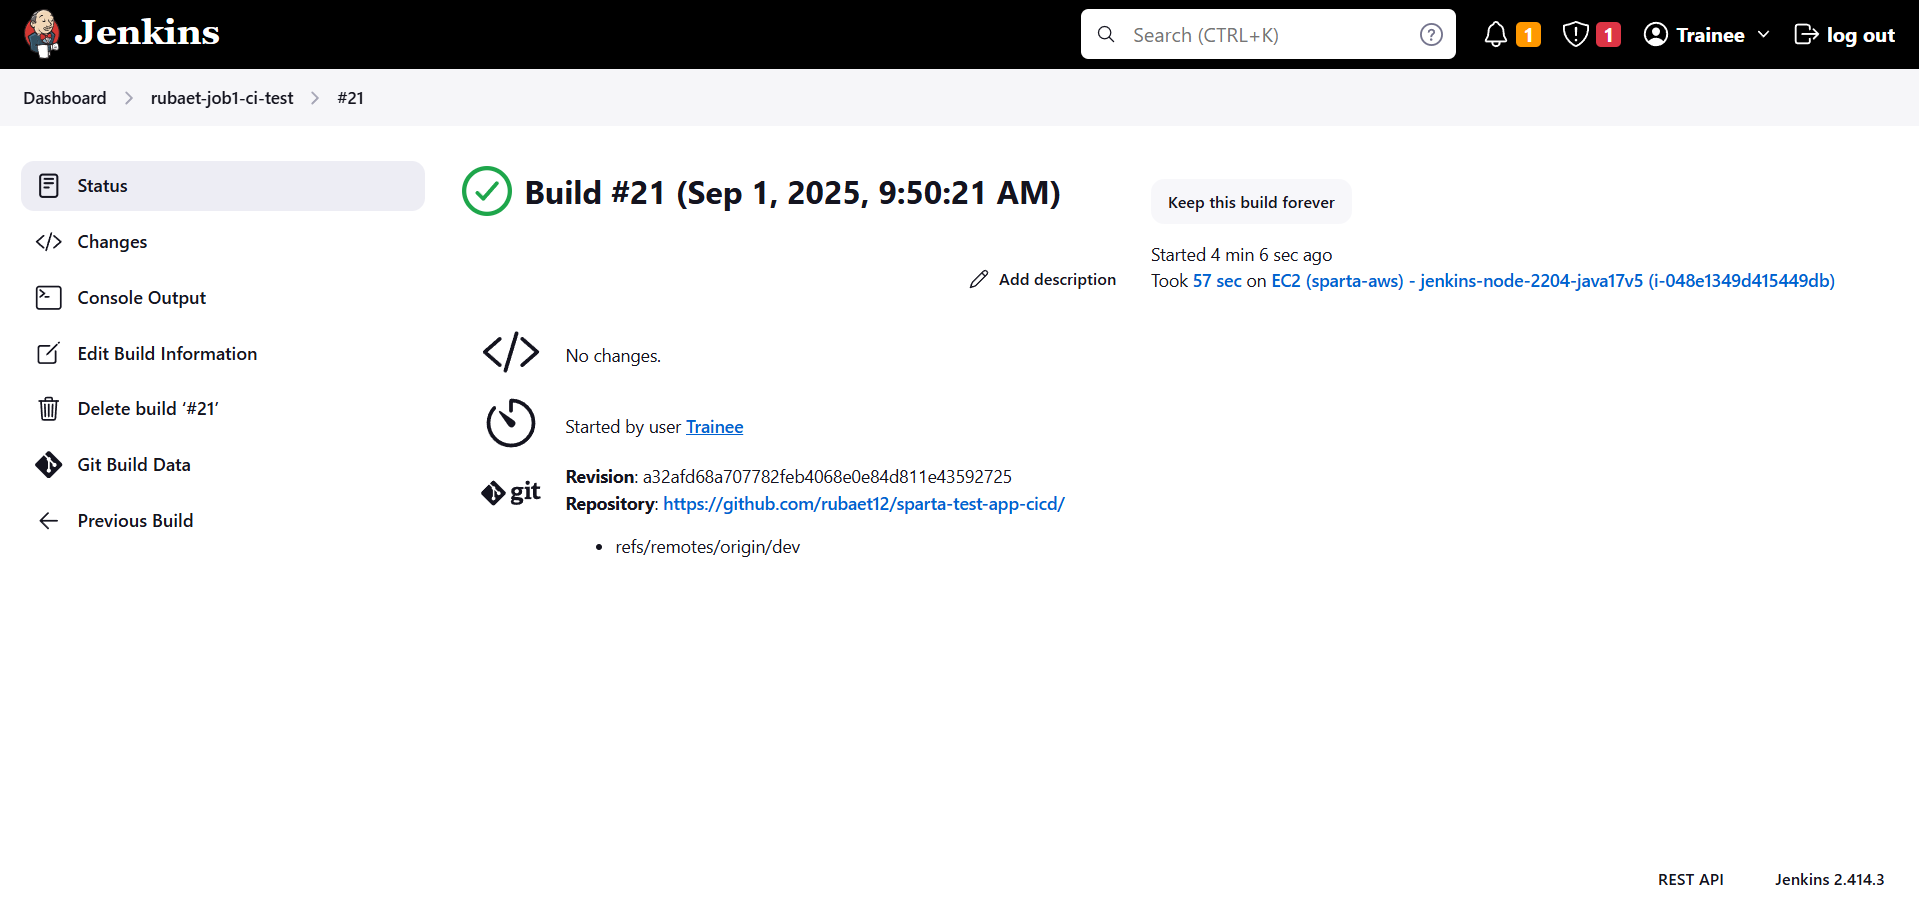 Jenkins
Search (CTRL+K)
?
1
!
1
Trainee
log out
Dashboard
rubaet-job1-ci-test
#21
Status
Changes
Console Output
Edit Build Information
Delete build ‘#21’
Git Build Data
Previous Build
Build #21 (Sep 1, 2025, 9:50:21 AM)
Keep this build forever
Started 4 min 6 sec ago
Took 57 sec on EC2 (sparta-aws) - jenkins-node-2204-java17v5 (i-048e1349d415449db)
Add description
No changes.
Started by user Trainee
git
Revision: a32afd68a707782feb4068e0e84d811e43592725
Repository: https://github.com/rubaet12/sparta-test-app-cicd/
• refs/remotes/origin/dev
REST API
Jenkins 2.414.3